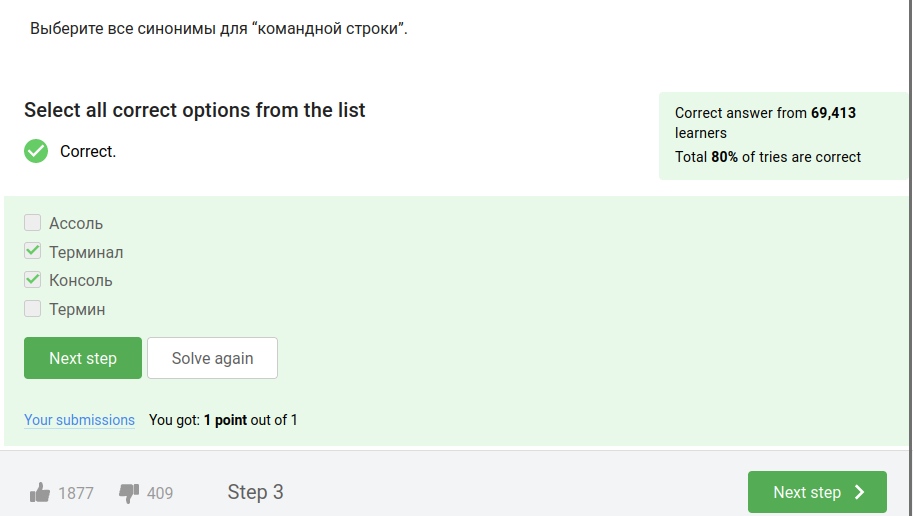 Выберите все синонимы для “командной строки”.
Select all correct options from the list
Correct.
Correct answer from 69,413
learners
Total 80% of tries are correct
Ассоль
Терминал
Консоль
Термин
Next step
Solve again
Your submissions You got: 1 point out of 1
1877
409
Step 3
Next step